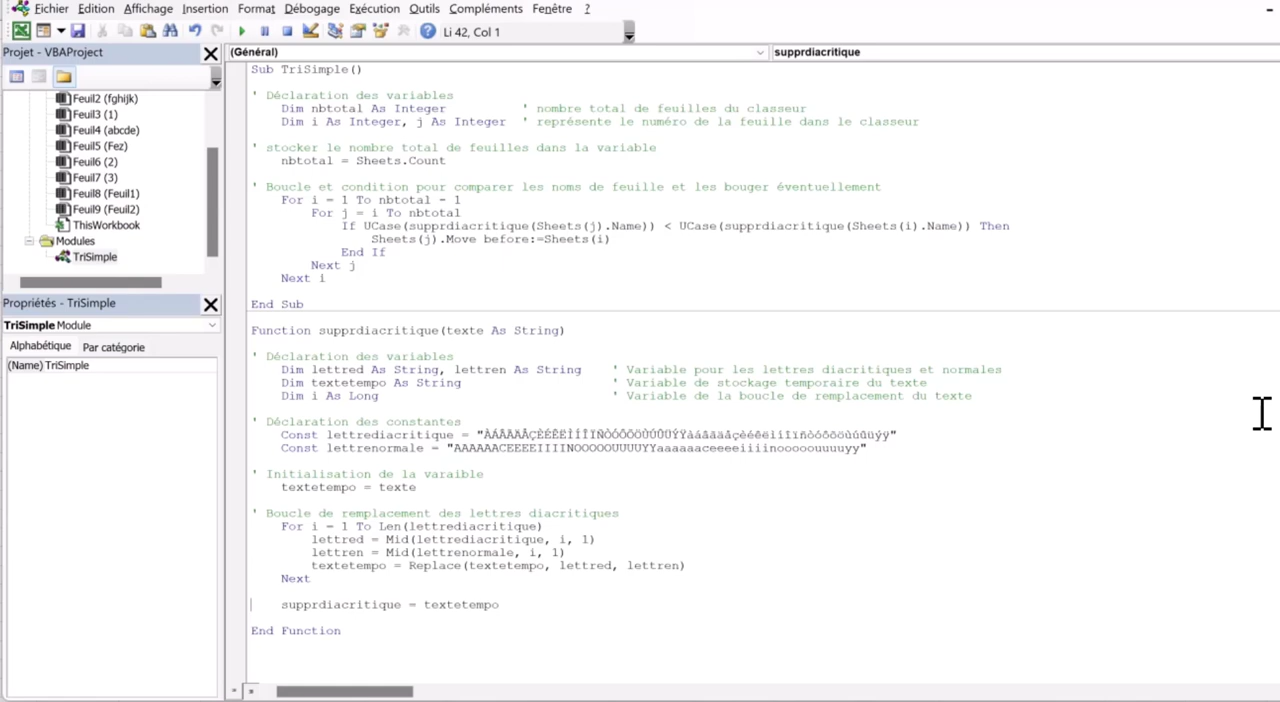 Fichier Edition Affichage Insertion Format Débogage Exécution Outils Compléments Fenêtre ?
Li 42, Col 1
Projet - VBAProject
(Général) supprdiacritique
Feuil2 (fghijk)
Feuil3 (1)
Feuil4 (abcde)
Feuil5 (Fez)
Feuil6 (2)
Feuil7 (3)
Feuil8 (Feuil1)
Feuil9 (Feuil2)
ThisWorkbook
Modules
TriSimple
Propriétés - TriSimple
TriSimple Module
Alphabétique Par catégorie
(Name) TriSimple
Sub TriSimple()
' Déclaration des variables
Dim nbtotal As Integer ' nombre total de feuilles du classeur
Dim i As Integer, j As Integer ' représente le numéro de la feuille dans le classeur
' stocker le nombre total de feuilles dans la variable
nbtotal = Sheets.Count
' Boucle et condition pour comparer les noms de feuille et les bouger éventuellement
For i = 1 To nbtotal - 1
For j = i To nbtotal
If UCase(supprdiacritique(Sheets(j).Name)) < UCase(supprdiacritique(Sheets(i).Name)) Then
Sheets(j).Move before:=Sheets(i)
End If
Next j
Next i
End Sub
Function supprdiacritique(texte As String)
' Déclaration des variables
Dim lettred As String, lettren As String ' Variable pour les lettres diacritiques et normales
Dim textetempo As String ' Variable de stockage temporaire du texte
Dim i As Long ' Variable de la boucle de remplacement du texte
' Déclaration des constantes
Const lettrediacritique = "ÀÁÂÃÄÅÇÈÉÊËÌÍÎÏÑÒÓÔÕÖÙÚÛÜÝŸàáâãäåçèéêëìíîïñòóôõöùúûüýÿ"
Const lettrenormale = "AAAAAACEEEEIIIINOOOOOUUUUYYaaaaaaceeeeiiiinooooouuuuyy"
' Initialisation de la varaible
textetempo = texte
' Boucle de remplacement des lettres diacritiques
For i = 1 To Len(lettrediacritique)
lettred = Mid(lettrediacritique, i, 1)
lettren = Mid(lettrenormale, i, 1)
textetempo = Replace(textetempo, lettred, lettren)
Next
supprdiacritique = textetempo
End Function